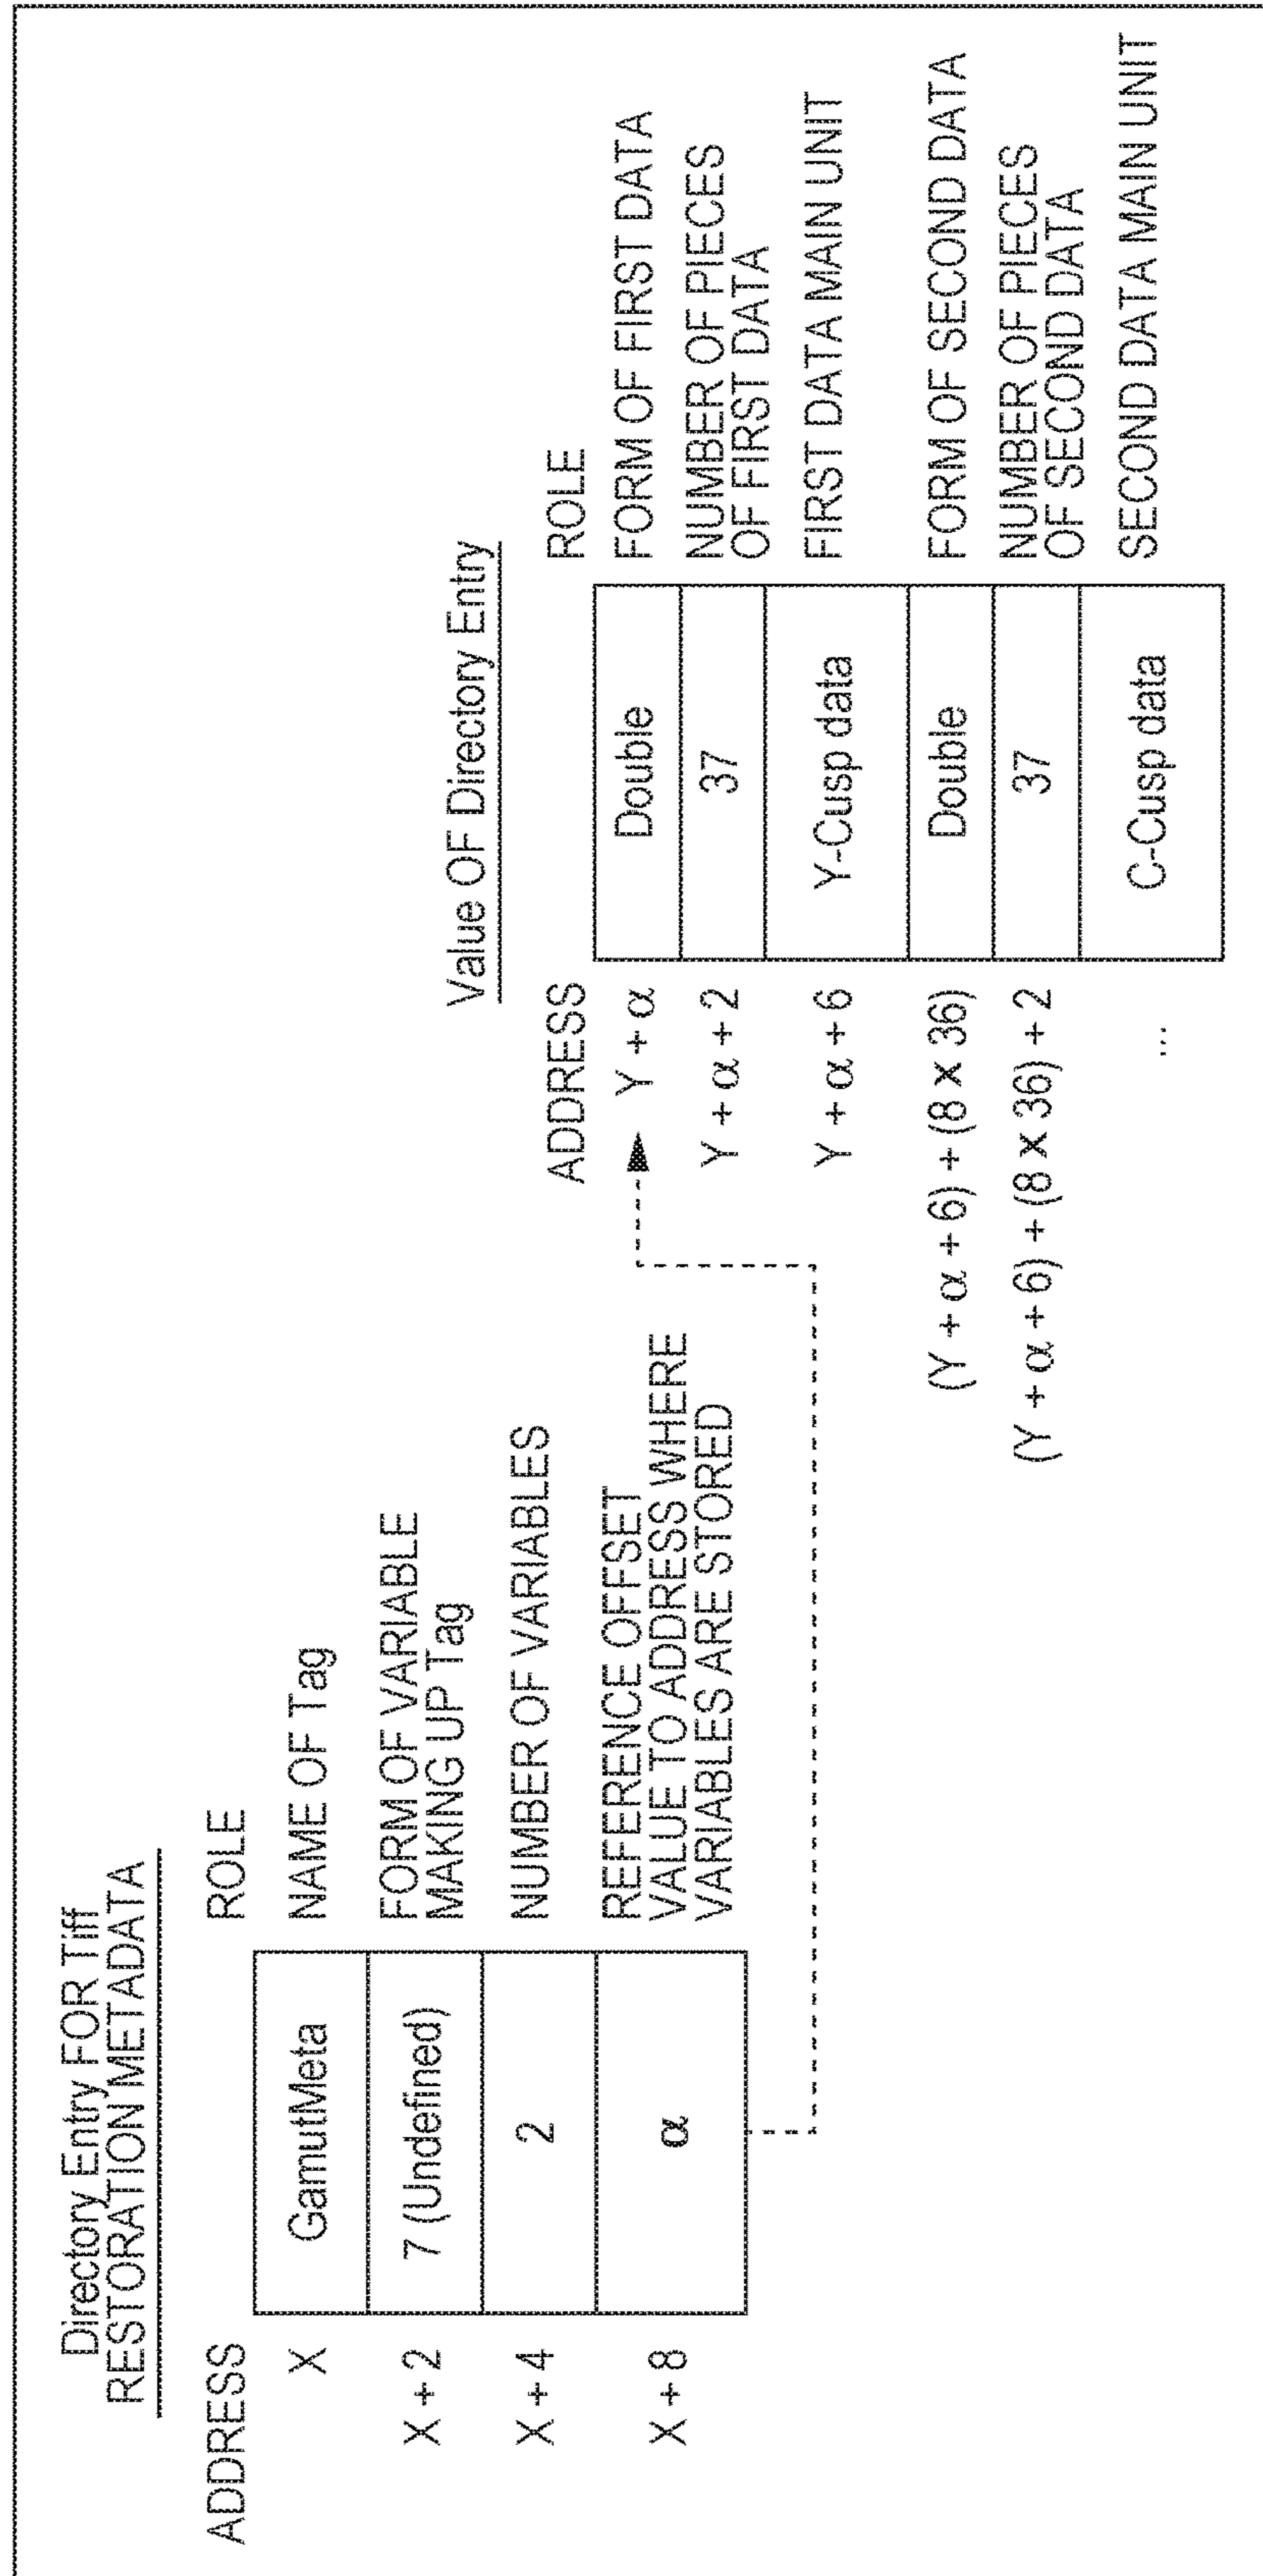 Directory Entry FOR Tiff
RESTORATION METADATA
ADDRESS ROLE
X GamutMeta NAME OF Tag
X + 2 7 (Undefined) FORM OF VARIABLE
MAKING UP Tag
X + 4 2 NUMBER OF VARIABLES
X + 8 α REFERENCE OFFSET
VALUE TO ADDRESS WHERE
VARIABLES ARE STORED
Value OF Directory Entry
ADDRESS ROLE
Y + α Double FORM OF FIRST DATA
Y + α + 2 37 NUMBER OF PIECES
OF FIRST DATA
Y + α + 6 Y-Cusp data FIRST DATA MAIN UNIT
(Y + α + 6) + (8 x 36) Double FORM OF SECOND DATA
(Y + α + 6) + (8 x 36) + 2 37 NUMBER OF PIECES
OF SECOND DATA
... C-Cusp data SECOND DATA MAIN UNIT